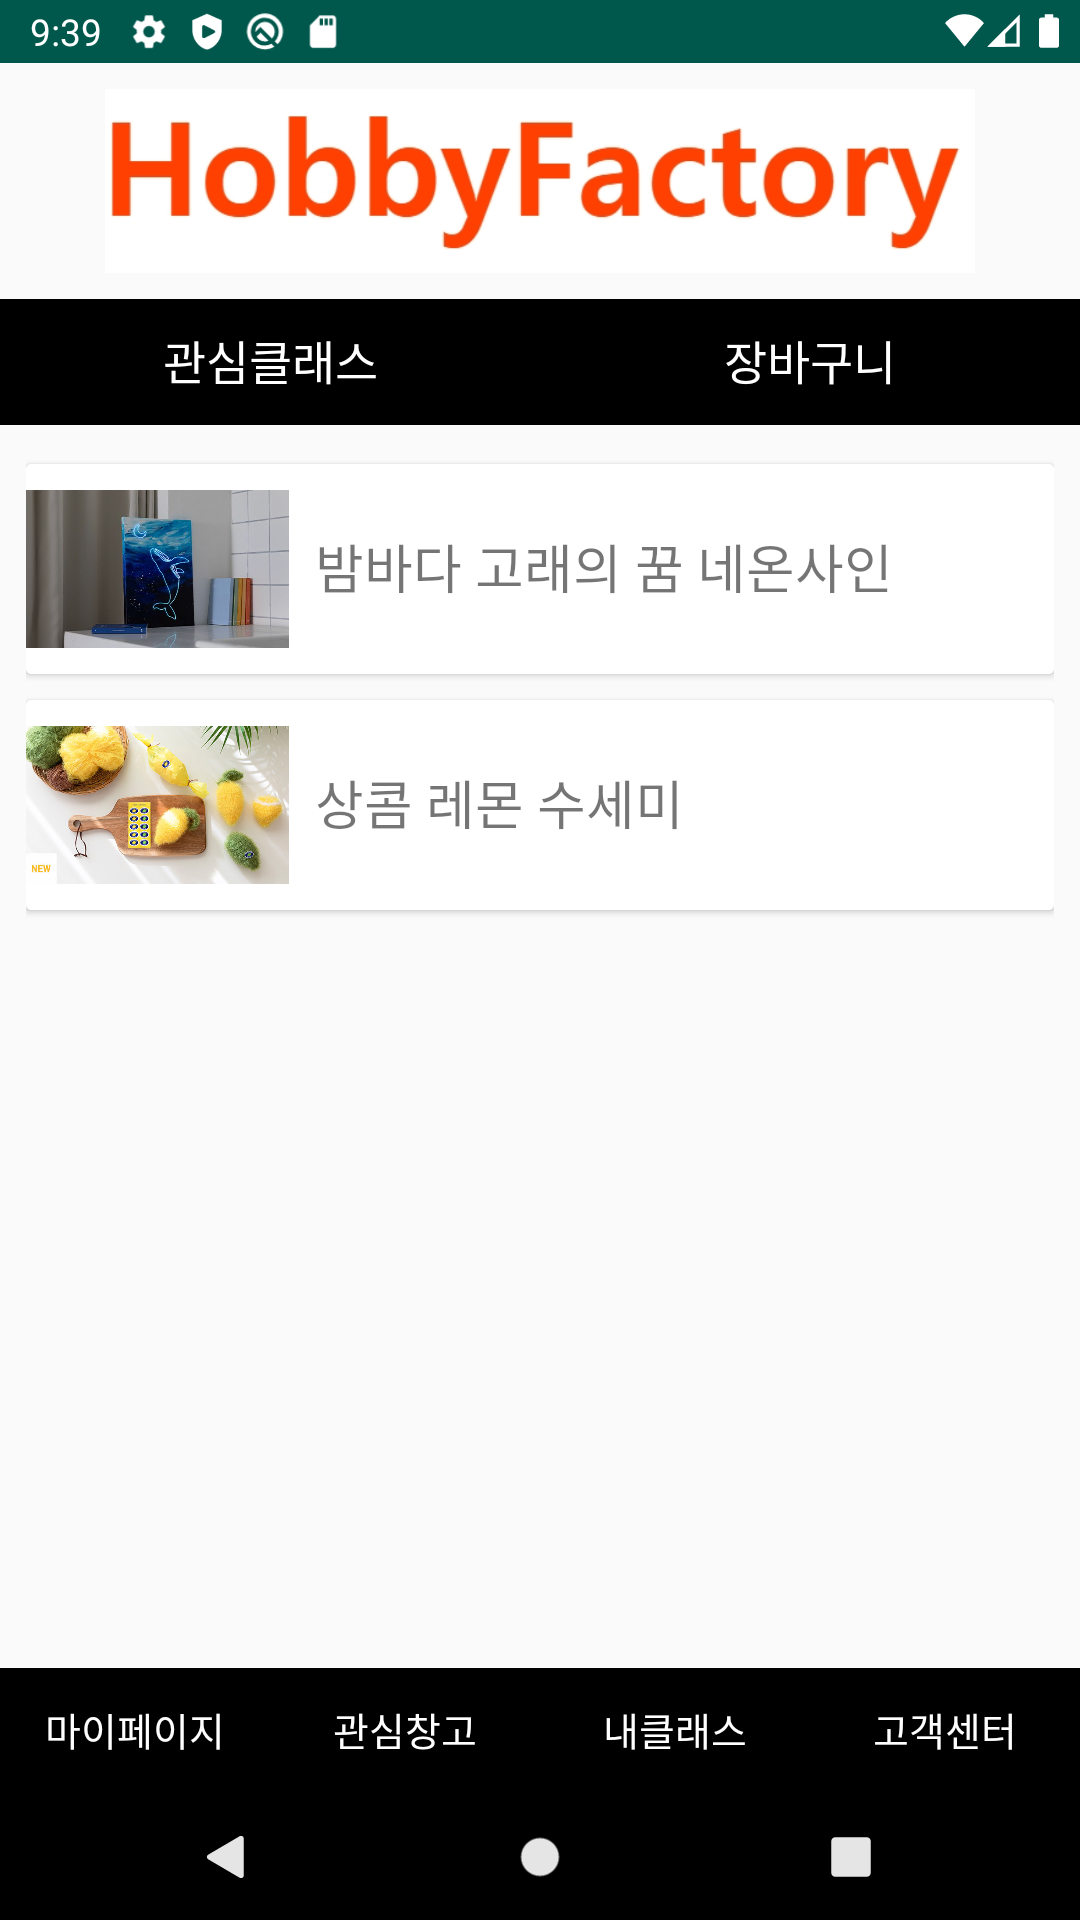 9:39
HobbyFactory
관심클래스 장바구니
밤바다 고래의 꿈 네온사인
상콤 레몬 수세미
NEW
마이페이지 관심창고 내클래스 고객센터